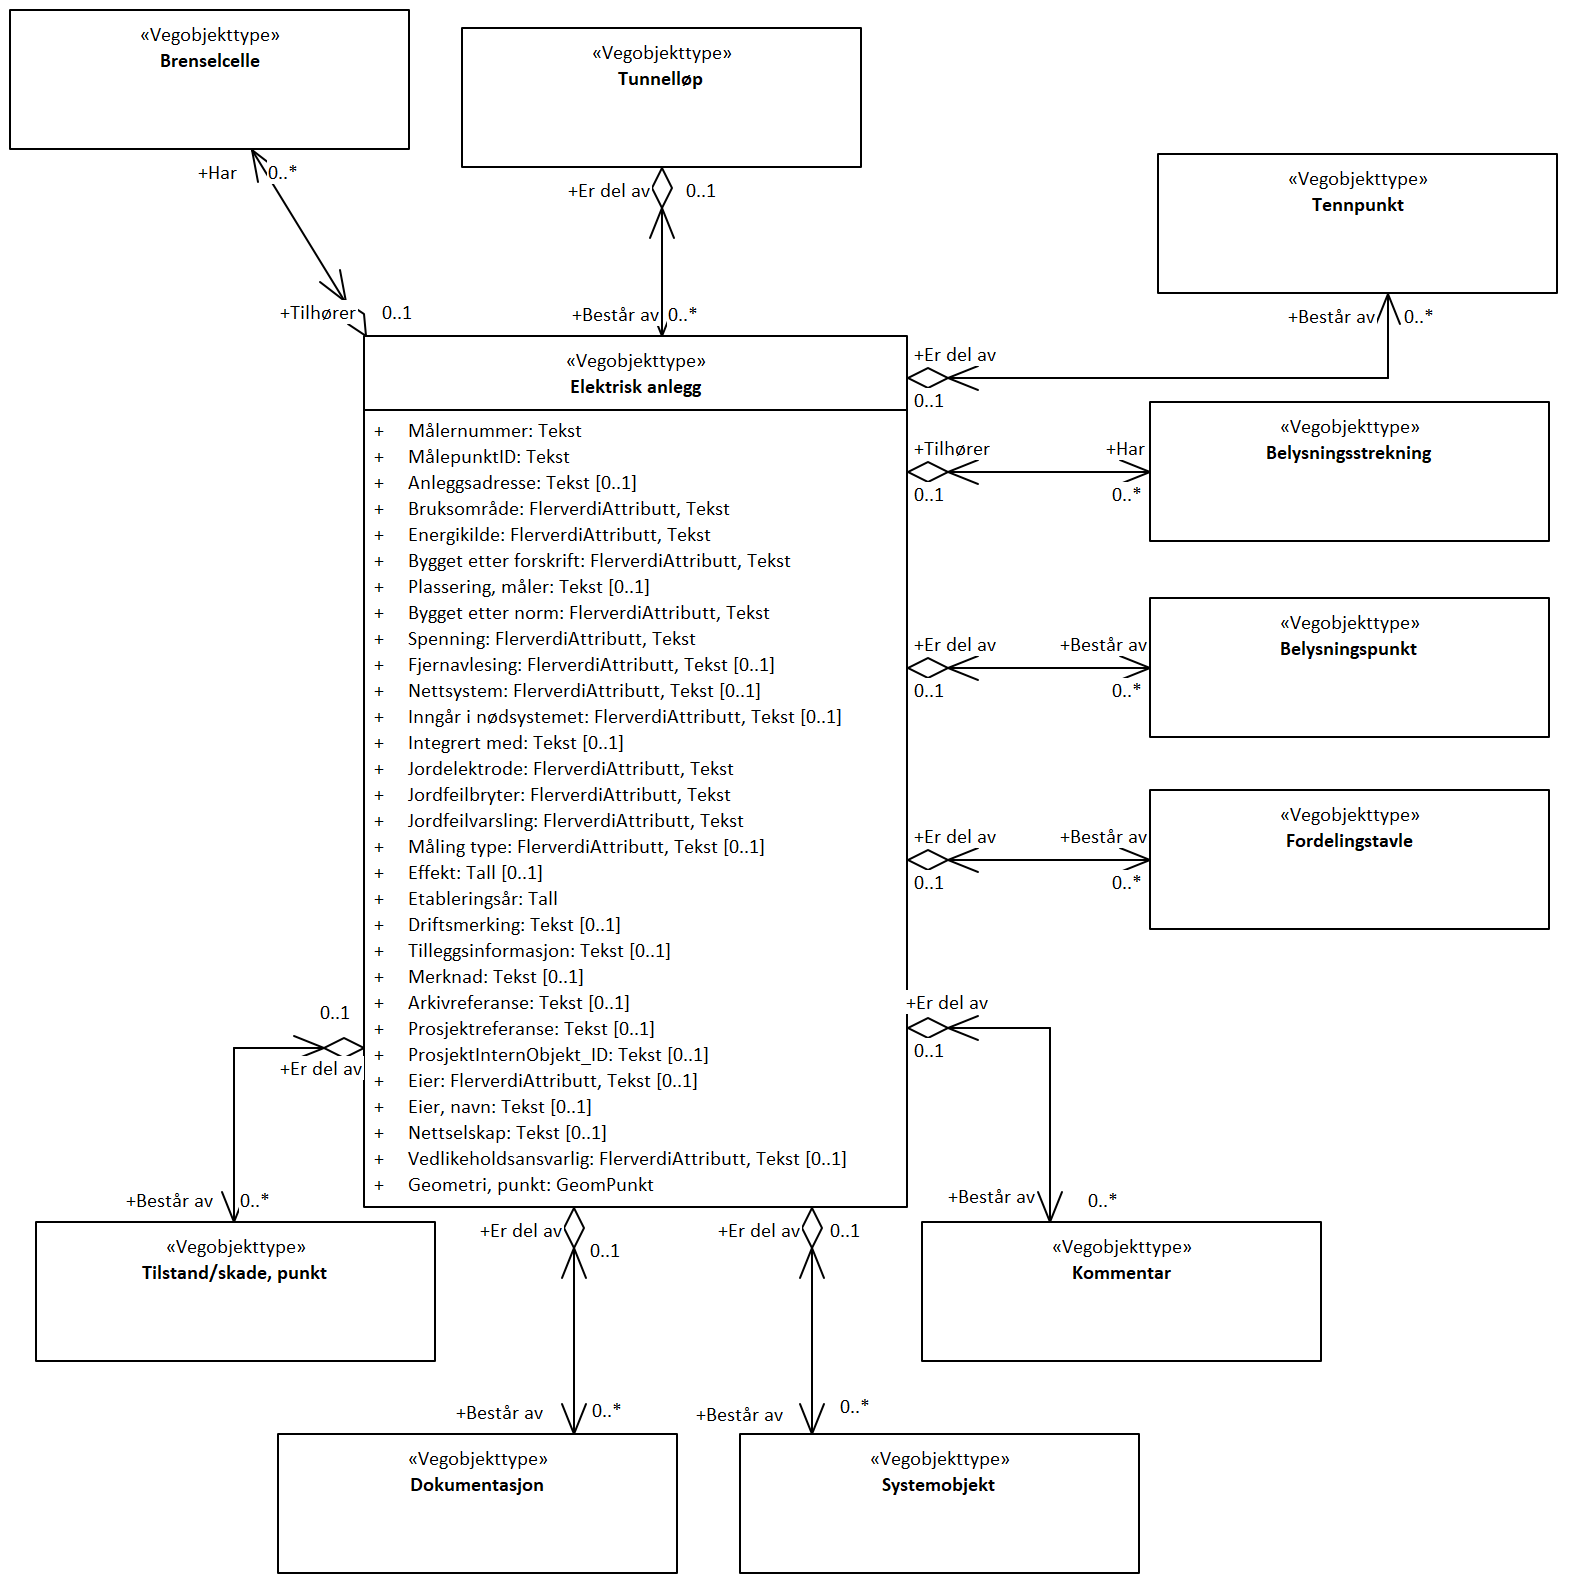 «Vegobjekttype»
Brenselcelle
«Vegobjekttype»
Tunnelløp
+Har
0..*
+Er del av
0..1
«Vegobjekttype»
Tennpunkt
+Tilhører
0..1
+Består av
0..*
+Består av
0..*
«Vegobjekttype»
Elektrisk anlegg
+ Målernummer: Tekst
+ MålepunktID: Tekst
+ Anleggsadresse: Tekst [0..1]
+ Bruksområde: FlerverdiAttributt, Tekst
+ Energikilde: FlerverdiAttributt, Tekst
+ Bygget etter forskrift: FlerverdiAttributt, Tekst
+ Plassering, måler: Tekst [0..1]
+ Bygget etter norm: FlerverdiAttributt, Tekst
+ Spenning: FlerverdiAttributt, Tekst
+ Fjernavlesing: FlerverdiAttributt, Tekst [0..1]
+ Nettsystem: FlerverdiAttributt, Tekst [0..1]
+ Inngår i nødsystemet: FlerverdiAttributt, Tekst [0..1]
+ Integrert med: Tekst [0..1]
+ Jordelektrode: FlerverdiAttributt, Tekst
+ Jordfeilbryter: FlerverdiAttributt, Tekst
+ Jordfeilvarsling: FlerverdiAttributt, Tekst
+ Måling type: FlerverdiAttributt, Tekst [0..1]
+ Effekt: Tall [0..1]
+ Etableringsår: Tall
+ Driftsmerking: Tekst [0..1]
+ Tilleggsinformasjon: Tekst [0..1]
+ Merknad: Tekst [0..1]
+ Arkivreferanse: Tekst [0..1]
+ Prosjektreferanse: Tekst [0..1]
+ ProsjektInternObjekt_ID: Tekst [0..1]
+ Eier: FlerverdiAttributt, Tekst [0..1]
+ Eier, navn: Tekst [0..1]
+ Nettselskap: Tekst [0..1]
+ Vedlikeholdsansvarlig: FlerverdiAttributt, Tekst [0..1]
+ Geometri, punkt: GeomPunkt
+Er del av
0..1
+Tilhører
0..1
+Har
0..*
«Vegobjekttype»
Belysningsstrekning
+Er del av
0..1
+Består av
0..*
«Vegobjekttype»
Belysningspunkt
+Er del av
0..1
+Består av
0..*
«Vegobjekttype»
Fordelingstavle
+Er del av
0..1
+Består av
0..*
«Vegobjekttype»
Kommentar
0..1
+Er del av
+Består av
0..*
«Vegobjekttype»
Tilstand/skade, punkt
+Er del av
0..1
+Består av
0..*
«Vegobjekttype»
Dokumentasjon
+Er del av
0..1
+Består av
0..*
«Vegobjekttype»
Systemobjekt